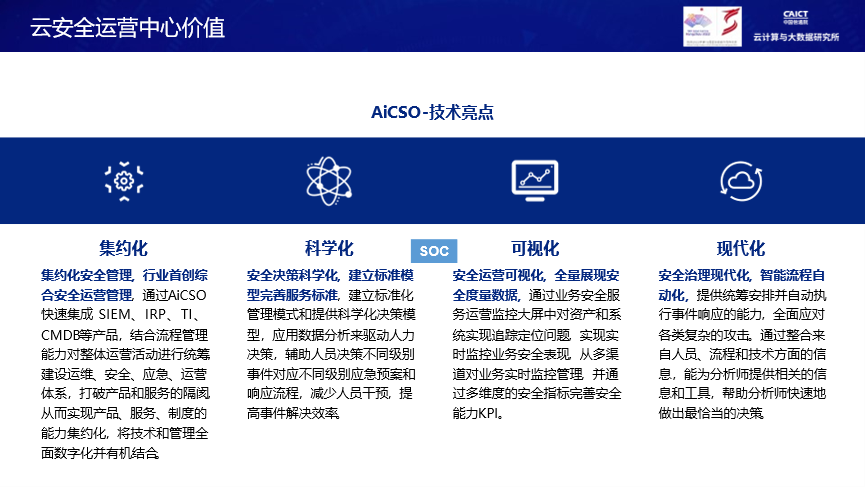 云安全运营中心价值
CAICT
中国信通院
云计算与大数据研究所
AiCSO-技术亮点
集约化
集约化安全管理，行业首创综
合安全运营管理，通过AiCSO
快速集成 SIEM、IRP、TI、
CMDB等产品，结合流程管理
能力对整体运营活动进行统筹
建设运维、安全、应急、运营
体系，打破产品和服务的隔阂，
从而实现产品、服务、制度的
能力集约化，将技术和管理全
面数字化并有机结合。
科学化
安全决策科学化，建立标准模
型完善服务标准，建立标准化
管理模式和提供科学化决策模
型，应用数据分析来驱动人力
决策，辅助人员决策不同级别
事件对应不同级别应急预案和
响应流程，减少人员干预，提
高事件解决效率。
SOC
可视化
安全运营可视化，全量展现安
全度量数据，通过业务安全服
务运营监控大屏中对资产和系
统实现追踪定位问题，实现实
时监控业务安全表现，从多渠
道对业务实时监控管理，并通
过多维度的安全指标完善安全
能力KPI。
现代化
安全治理现代化，智能流程自
动化，提供统筹安排并自动执
行事件响应的能力，全面应对
各类复杂的攻击。通过整合来
自人员、流程和技术方面的信
息，能为分析师提供相关的信
息和工具，帮助分析师快速地
做出最恰当的决策。